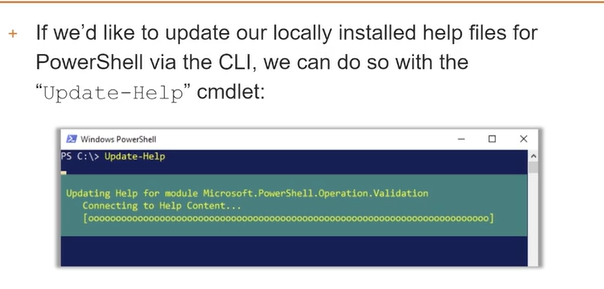 + If we’d like to update our locally installed help files for
PowerShell via the CLI, we can do so with the
“Update-Help” cmdlet:
Windows PowerShell
PS C:\> Update-Help
Updating Help for module Microsoft.PowerShell.Operation.Validation
Connecting to Help Content...
[oooooooooooooooooooooooooooooooooooooooooooooooooooooooooooooooooooooooooo]